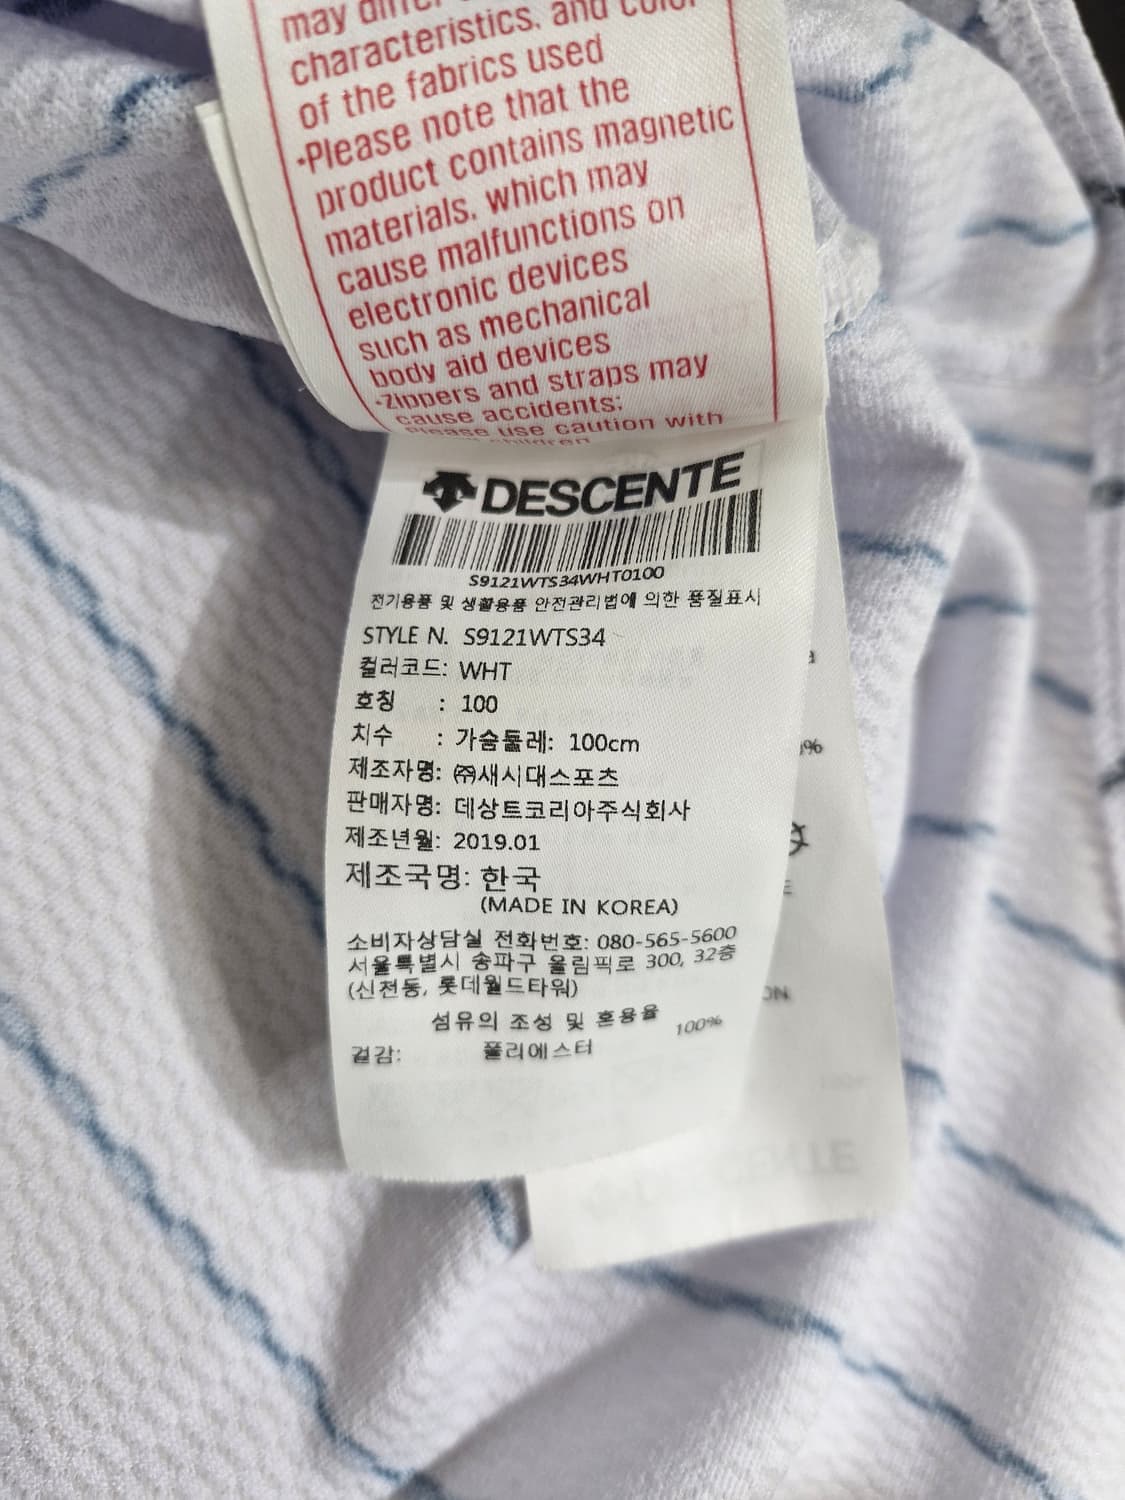 may differ
characteristics, and color
of the fabrics used
•Please note that the
product contains magnetic
materials, which may
cause malfunctions on
electronic devices
such as mechanical
body aid devices
•Zippers and straps may
cause accidents;
Please use caution with
children
DESCENTE
S9121WTS34WHT0100
전기용품 및 생활용품 안전관리법에 의한 품질표시
STYLE N. S9121WTS34
컬러코드: WHT
호칭 : 100
치수 : 가슴둘레: 100cm
제조자명: ㈜새시대스포츠
판매자명: 데상트코리아주식회사
제조년월: 2019.01
제조국명: 한국
(MADE IN KOREA)
소비자상담실 전화번호: 080-565-5600
서울특별시 송파구 올림픽로 300, 32층
(신천동, 롯데월드타워)
섬유의 조성 및 혼용율
겉감: 폴리에스터 100%